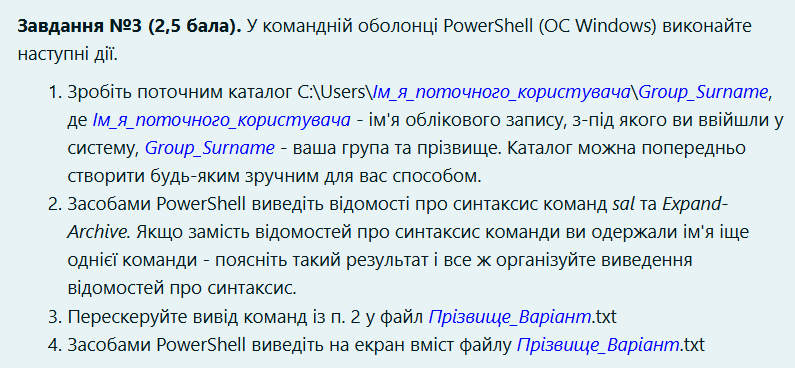 Завдання №3 (2,5 бала). У командній оболонці PowerShell (ОС Windows) виконайте
наступні дії.
1. Зробіть поточним каталог C:\Users\Ім_я_поточного_користувача\Group_Surname,
де Ім_я_поточного_користувача - ім'я облікового запису, з-під якого ви ввійшли у
систему, Group_Surname - ваша група та прізвище. Каталог можна попередньо
створити будь-яким зручним для вас способом.
2. Засобами PowerShell виведіть відомості про синтаксис команд sal та Expand-
Archive. Якщо замість відомостей про синтаксис команди ви одержали ім'я іще
однієї команди - поясніть такий результат і все ж організуйте виведення
відомостей про синтаксис.
3. Перескеруйте вивід команд із п. 2 у файл Прізвище_Варіант.txt
4. Засобами PowerShell виведіть на екран вміст файлу Прізвище_Варіант.txt